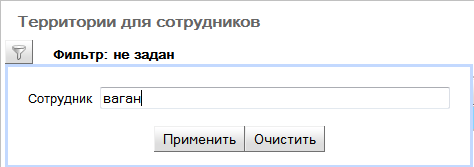 Территории для сотрудников
Фильтр: не задан
Сотрудник ваган
Применить Очистить